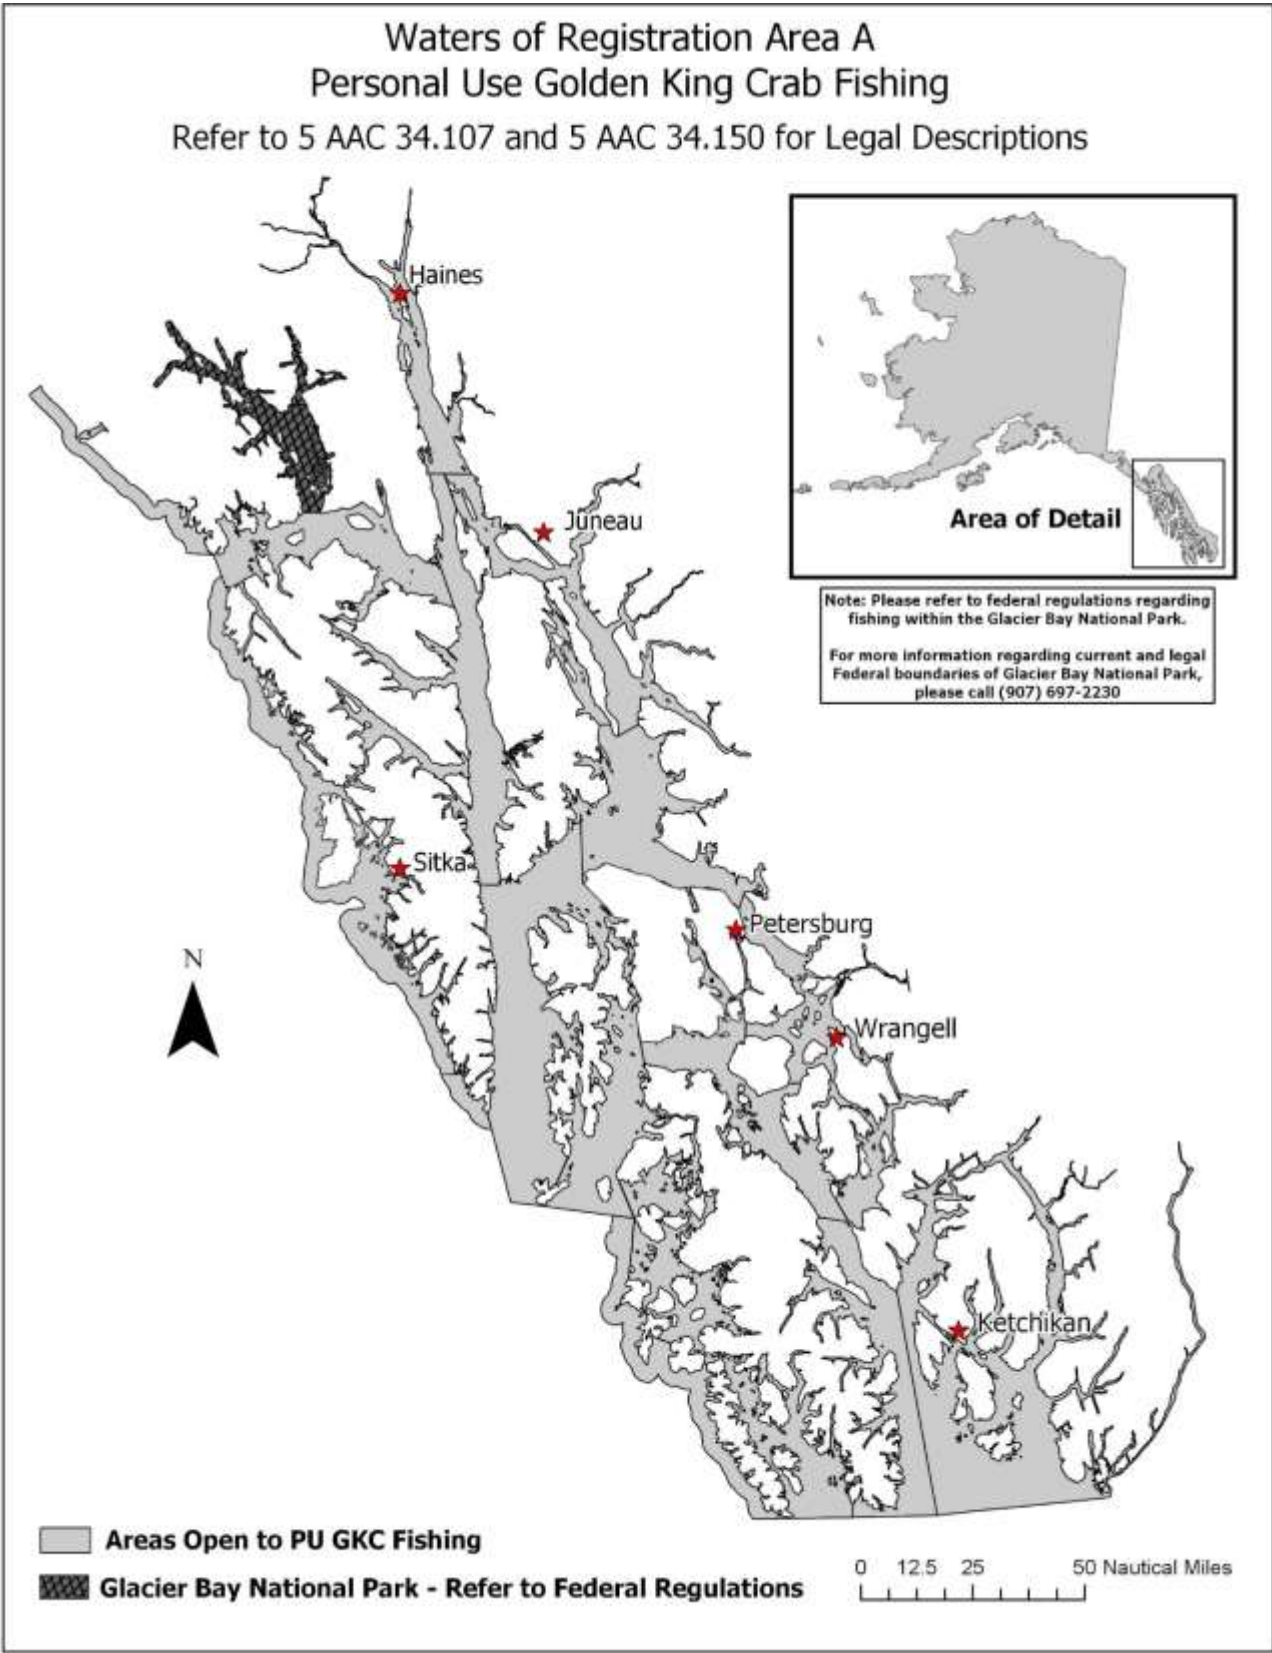 Waters of Registration Area A
Personal Use Golden King Crab Fishing
Refer to 5 AAC 34.107 and 5 AAC 34.150 for Legal Descriptions
Haines
Juneau
Area of Detail
Note: Please refer to federal regulations regarding
fishing within the Glacier Bay National Park.
For more information regarding current and legal
Federal boundaries of Glacier Bay National Park,
please call (907) 697-2230
Sitka
Petersburg
N
Wrangell
Ketchikan
Areas Open to PU GKC Fishing
Glacier Bay National Park - Refer to Federal Regulations
0 12.5 25 50 Nautical Miles